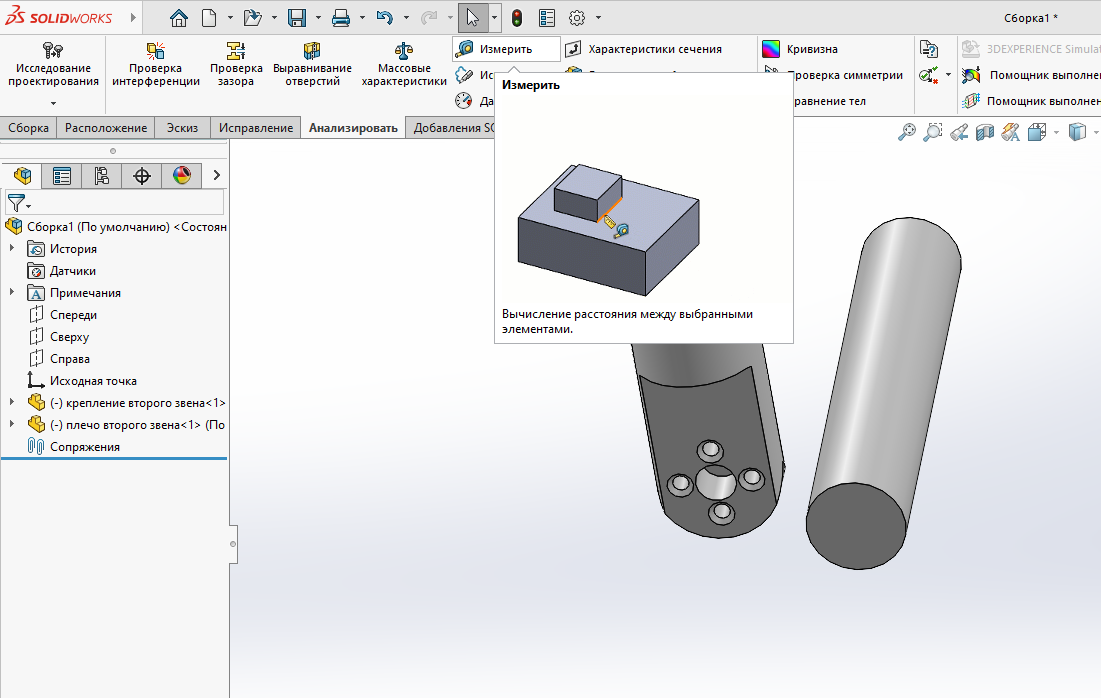 SOLIDWORKS
Сборка1 *
Исследование проектирования
Проверка интерференции
Проверка зазора
Выравнивание отверстий
Массовые характеристики
Измерить
Характеристики сечения
Кривизна
3DEXPERIENCE Simulat
Ис
Проверка симметрии
Помощник выполнен
Да
равнение тел
Помощник выполнен
Сборка
Расположение
Эскиз
Исправление
Анализировать
Добавления SO
Измерить
Вычисление расстояния между выбранными
элементами.
Сборка1 (По умолчанию) <Состоян
История
Датчики
A Примечания
Спереди
Сверху
Справа
Исходная точка
(-) крепление второго звена<1>
(-) плечо второго звена<1> (По
Сопряжения